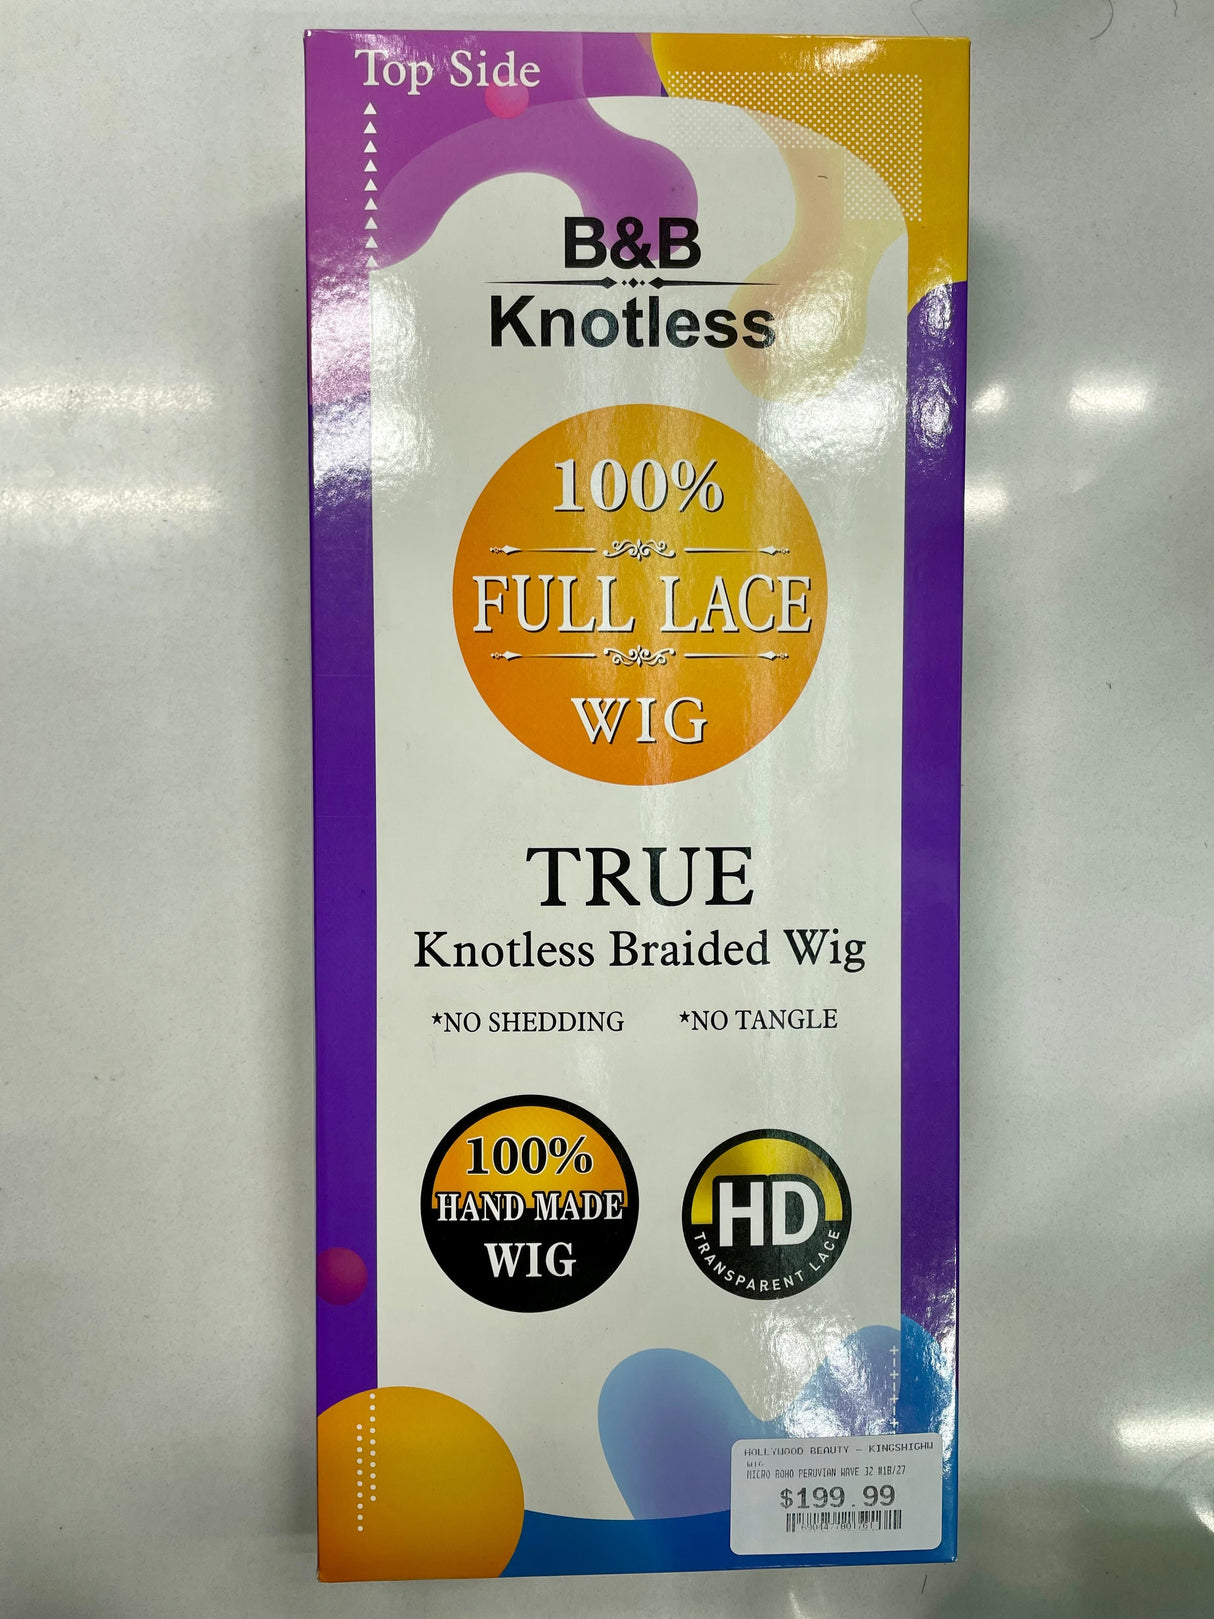 Top Side
B&B
Knotless
100%
FULL LACE
WIG
TRUE
Knotless Braided Wig
*NO SHEDDING *NO TANGLE
100%
HAND MADE
WIG
HD
TRANSPARENT LACE
HOLLYWOOD BEAUTY - KINGSHIGHW
WIG
MICRO BOHO PERUVIAN WAVE 32 #1B/27
$199.99